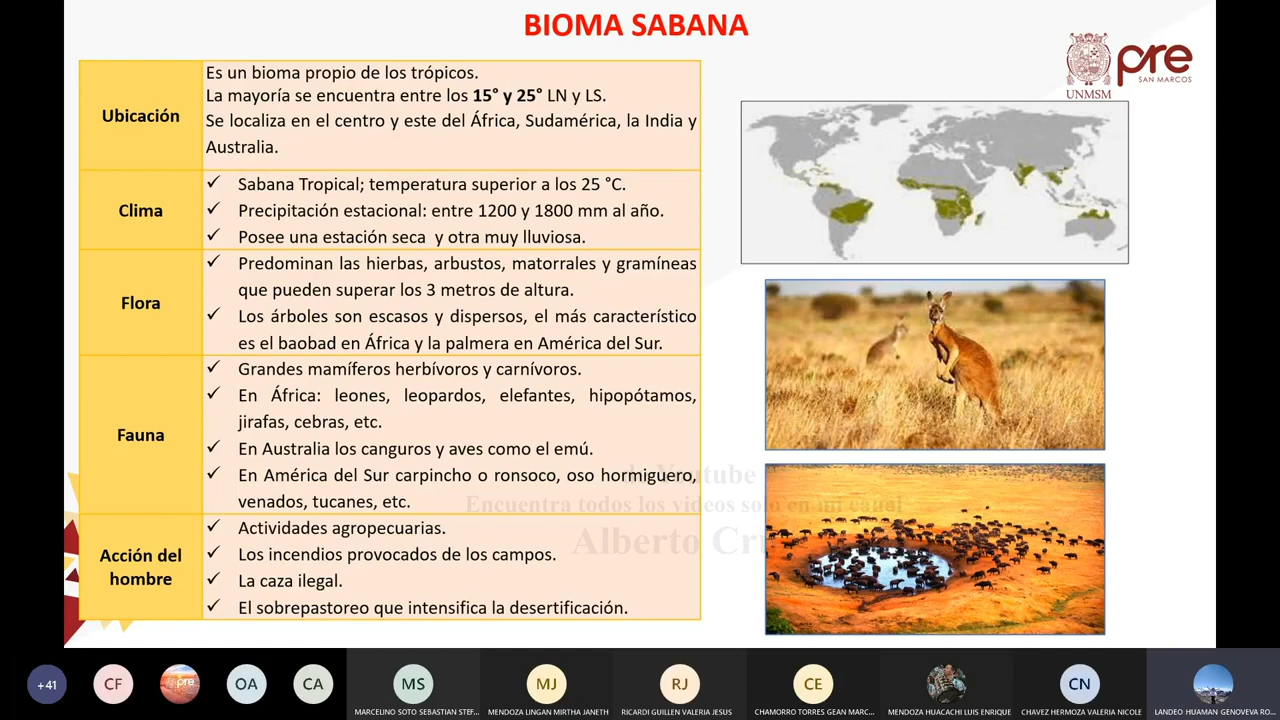 BIOMA SABANA
pre
SAN MARCOS
UNMSM
Ubicación
Es un bioma propio de los trópicos.
La mayoría se encuentra entre los 15° y 25° LN y LS.
Se localiza en el centro y este del África, Sudamérica, la India y
Australia.
Clima
✓ Sabana Tropical; temperatura superior a los 25 °C.
✓ Precipitación estacional: entre 1200 y 1800 mm al año.
✓ Posee una estación seca y otra muy lluviosa.
Flora
✓ Predominan las hierbas, arbustos, matorrales y gramíneas
que pueden superar los 3 metros de altura.
✓ Los árboles son escasos y dispersos, el más característico
es el baobad en África y la palmera en América del Sur.
Fauna
✓ Grandes mamíferos herbívoros y carnívoros.
✓ En África: leones, leopardos, elefantes, hipopótamos,
jirafas, cebras, etc.
✓ En Australia los canguros y aves como el emú.
✓ En América del Sur carpincho o ronsoco, oso hormiguero,
venados, tucanes, etc.
Acción del
hombre
✓ Actividades agropecuarias.
✓ Los incendios provocados de los campos.
✓ La caza ilegal.
✓ El sobrepastoreo que intensifica la desertificación.
Youtube
Encuentra todos los videos solo en mi canal
Alberto
+41
CF
pre
OA
CA
MS
MJ
RJ
CE
CN
MARCELINO SOTO SEBASTIAN STEF...
MENDOZA LINGAN MIRTHA JANETH
RICARDI GUILLEN VALERIA JESUS
CHAMORRO TORRES GEAN MARC...
MENDOZA HUACACHI LUIS ENRIQUE
CHAVEZ HERMOZA VALERIA NICOLE
LANDEO HUAMAN GENOVEVA RO...